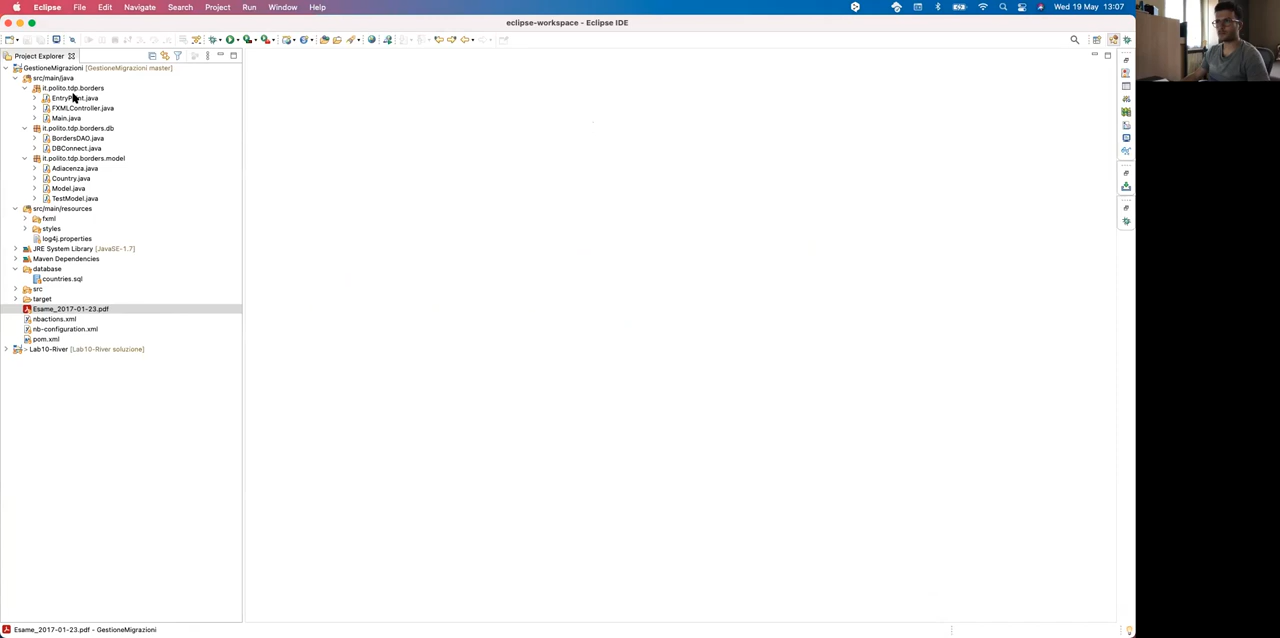 Eclipse File Edit Navigate Search Project Run Window Help Wed 19 May 13:07
eclipse-workspace - Eclipse IDE
Project Explorer
GestioneMigrazioni [GestioneMigrazioni master]
src/main/java
it.polito.tdp.borders
EntryPoint.java
FXMLController.java
Main.java
it.polito.tdp.borders.db
BordersDAO.java
DBConnect.java
it.polito.tdp.borders.model
Adiacenza.java
Country.java
Model.java
TestModel.java
src/main/resources
fxml
styles
log4j.properties
JRE System Library [JavaSE-1.7]
Maven Dependencies
database
countries.sql
src
target
Esame_2017-01-23.pdf
nbactions.xml
nb-configuration.xml
pom.xml
> Lab10-River [Lab10-River soluzione]
Esame_2017-01-23.pdf - GestioneMigrazioni